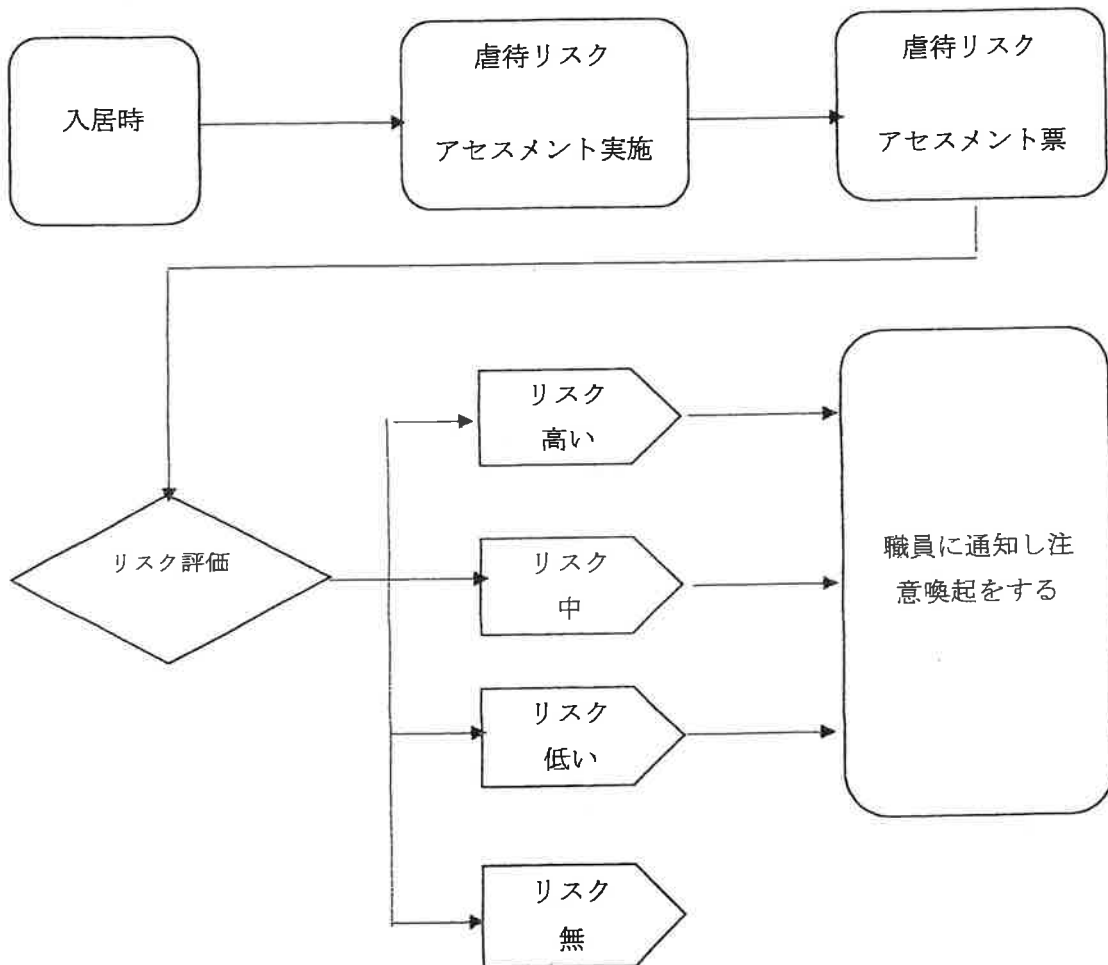 入居時
虐待リスク
アセスメント実施
虐待リスク
アセスメント票
リスク評価
リスク
高い
リスク
中
リスク
低い
リスク
無
職員に通知し注
意喚起をする